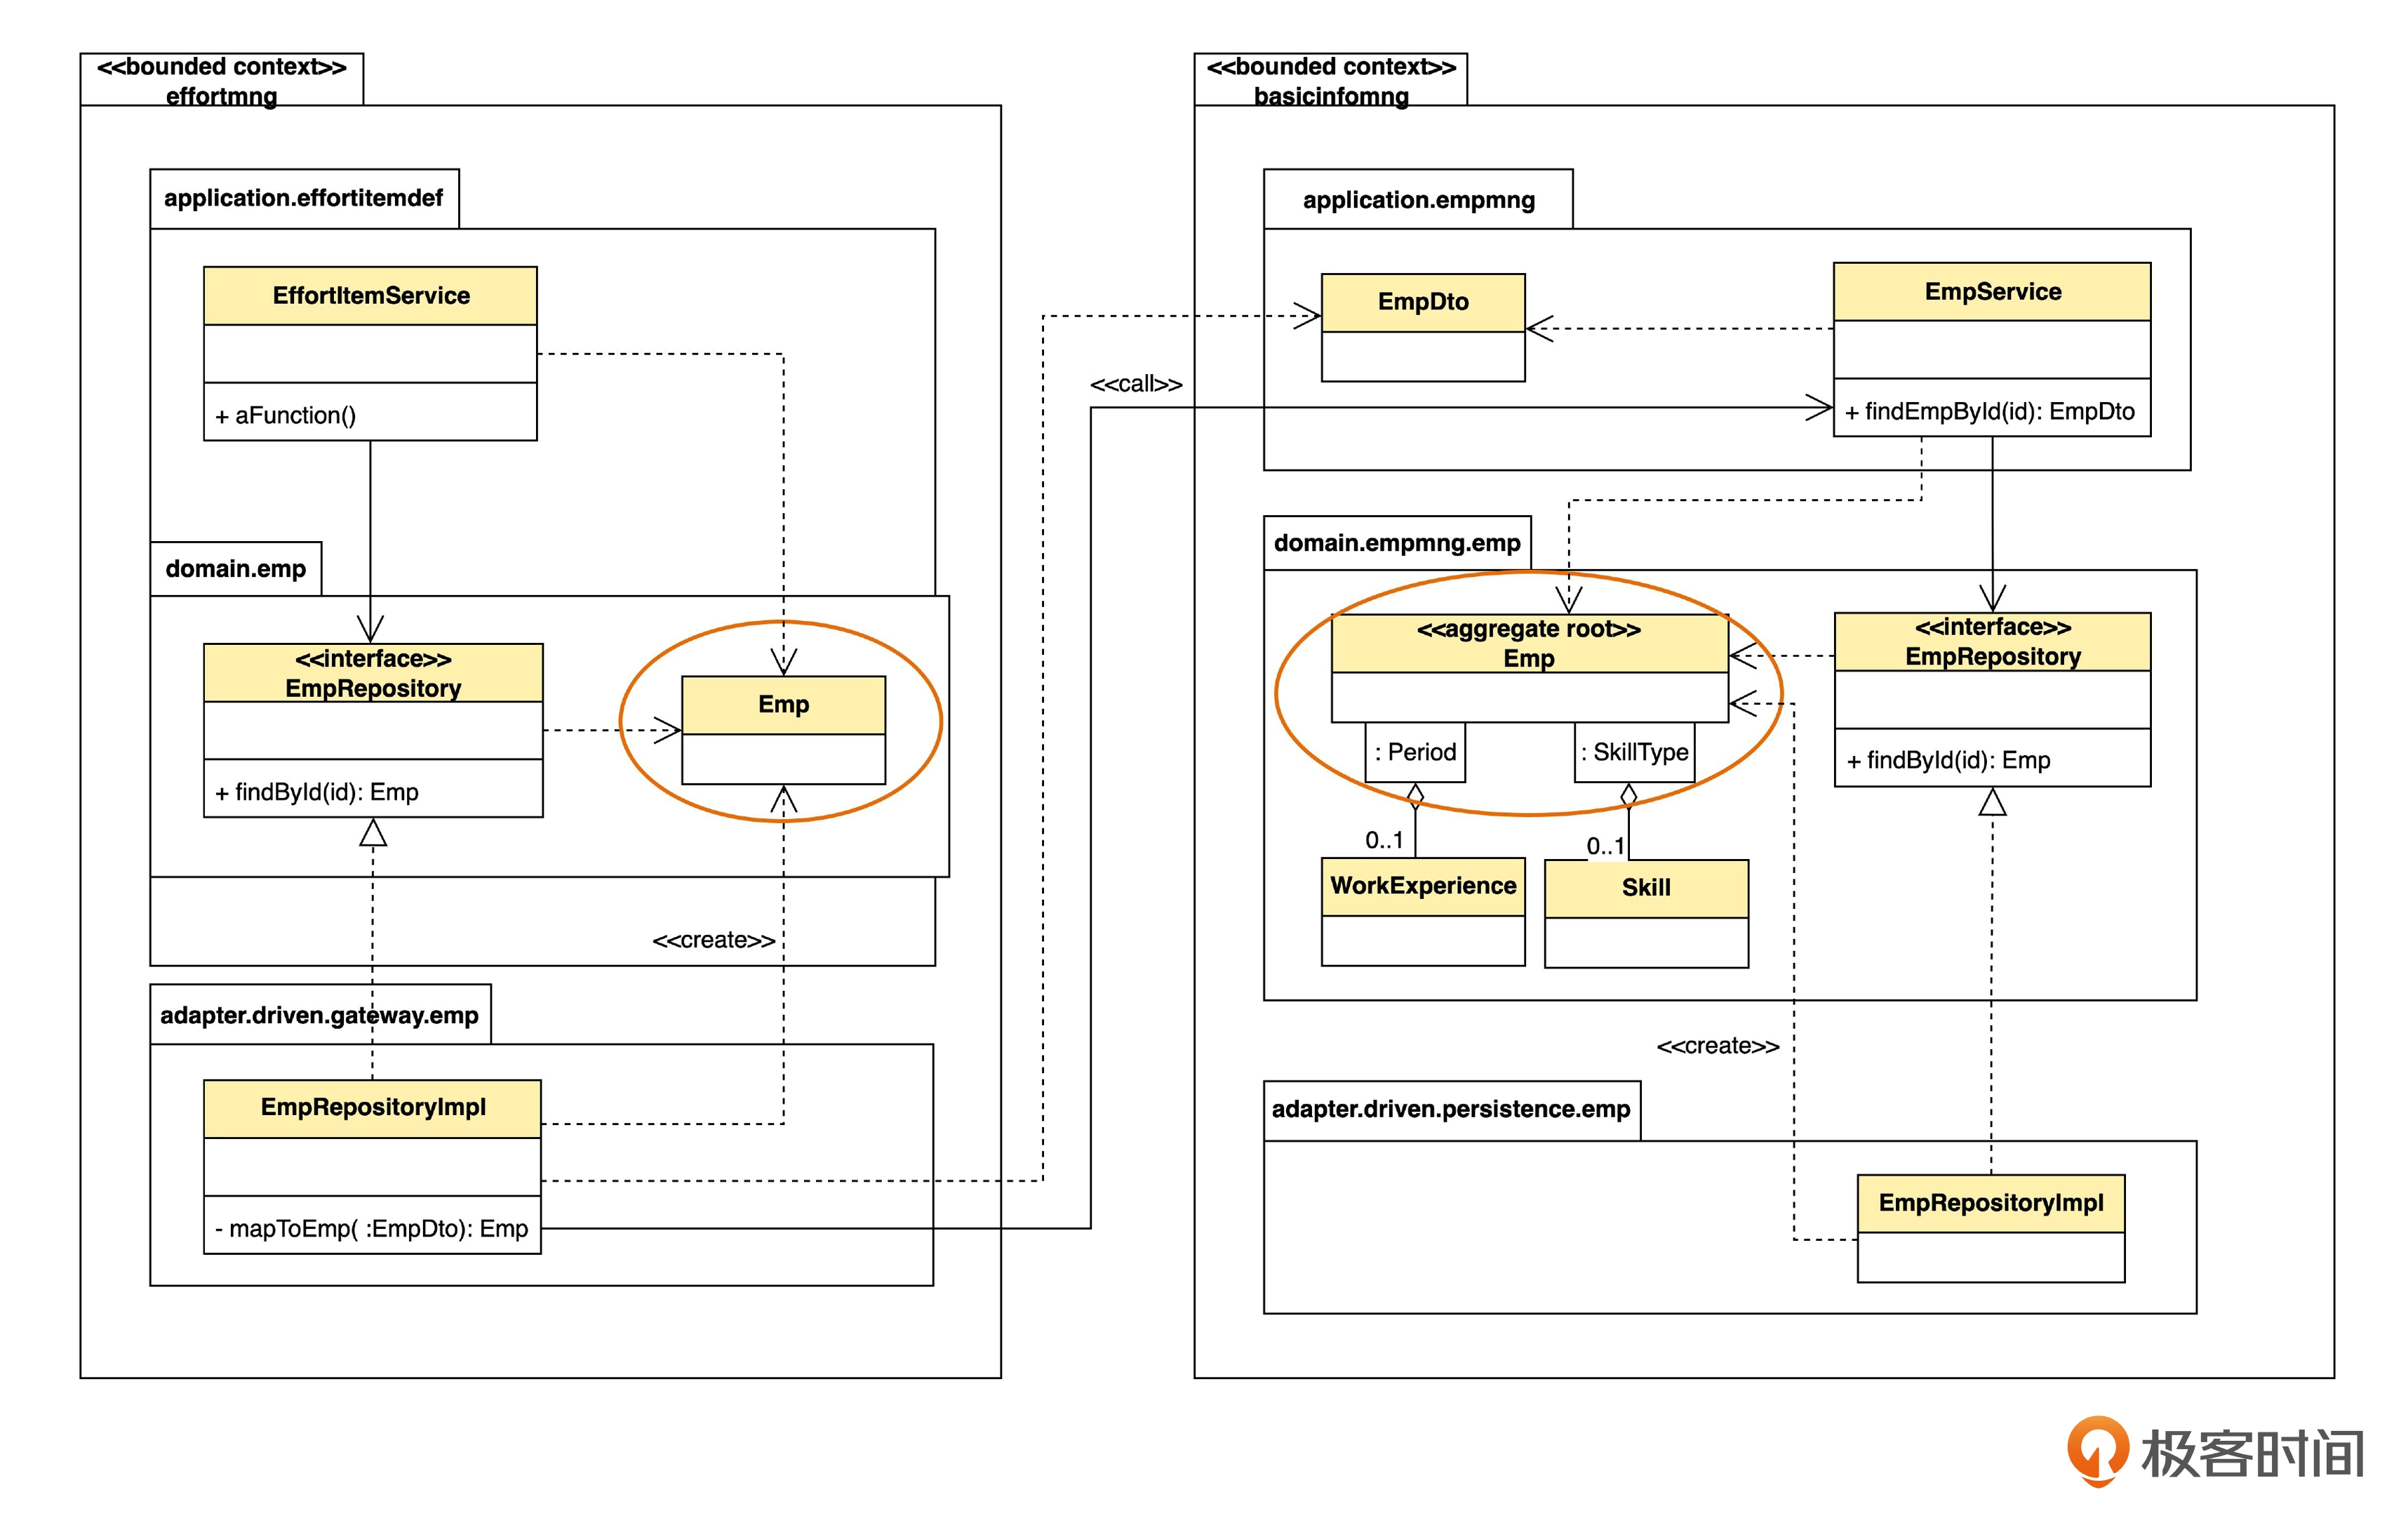 <<bounded context>>
effortmng
application.effortitemdef
EffortItemService
+ aFunction()
domain.emp
<<interface>>
EmpRepository
+ findById(id): Emp
Emp
<<create>>
adapter.driven.gateway.emp
EmpRepositoryImpl
- mapToEmp( :EmpDto): Emp
<<call>>
<<bounded context>>
basicinfomng
application.empmng
EmpDto
EmpService
+ findEmpById(id): EmpDto
domain.empmng.emp
<<aggregate root>>
Emp
: Period
: SkillType
0..1
0..1
WorkExperience
Skill
<<interface>>
EmpRepository
+ findById(id): Emp
<<create>>
adapter.driven.persistence.emp
EmpRepositoryImpl
极客时间